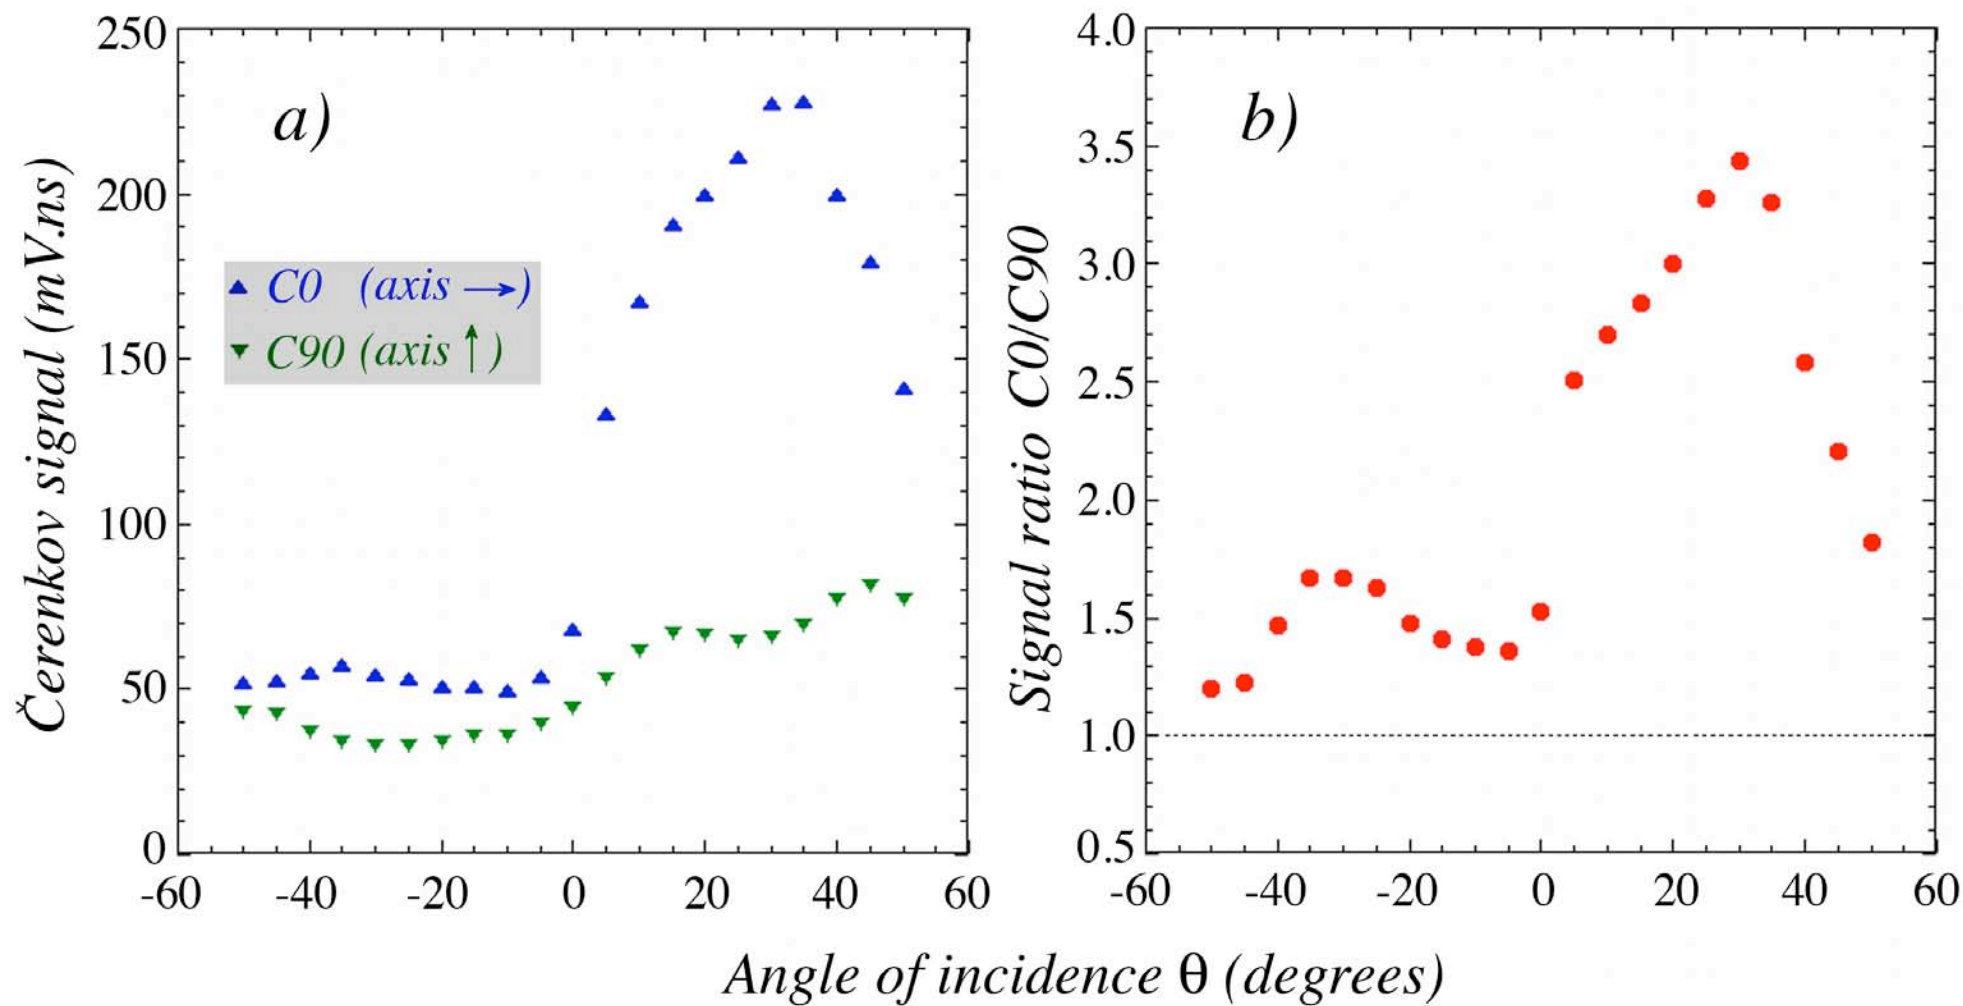 a)
Čerenkov signal (mV.ns)
250
200
150
100
50
0
C0 (axis →)
C90 (axis ↑)
-60 -40 -20 0 20 40 60
b)
Signal ratio C0/C90
4.0
3.5
3.0
2.5
2.0
1.5
1.0
0.5
-60 -40 -20 0 20 40 60
Angle of incidence θ (degrees)